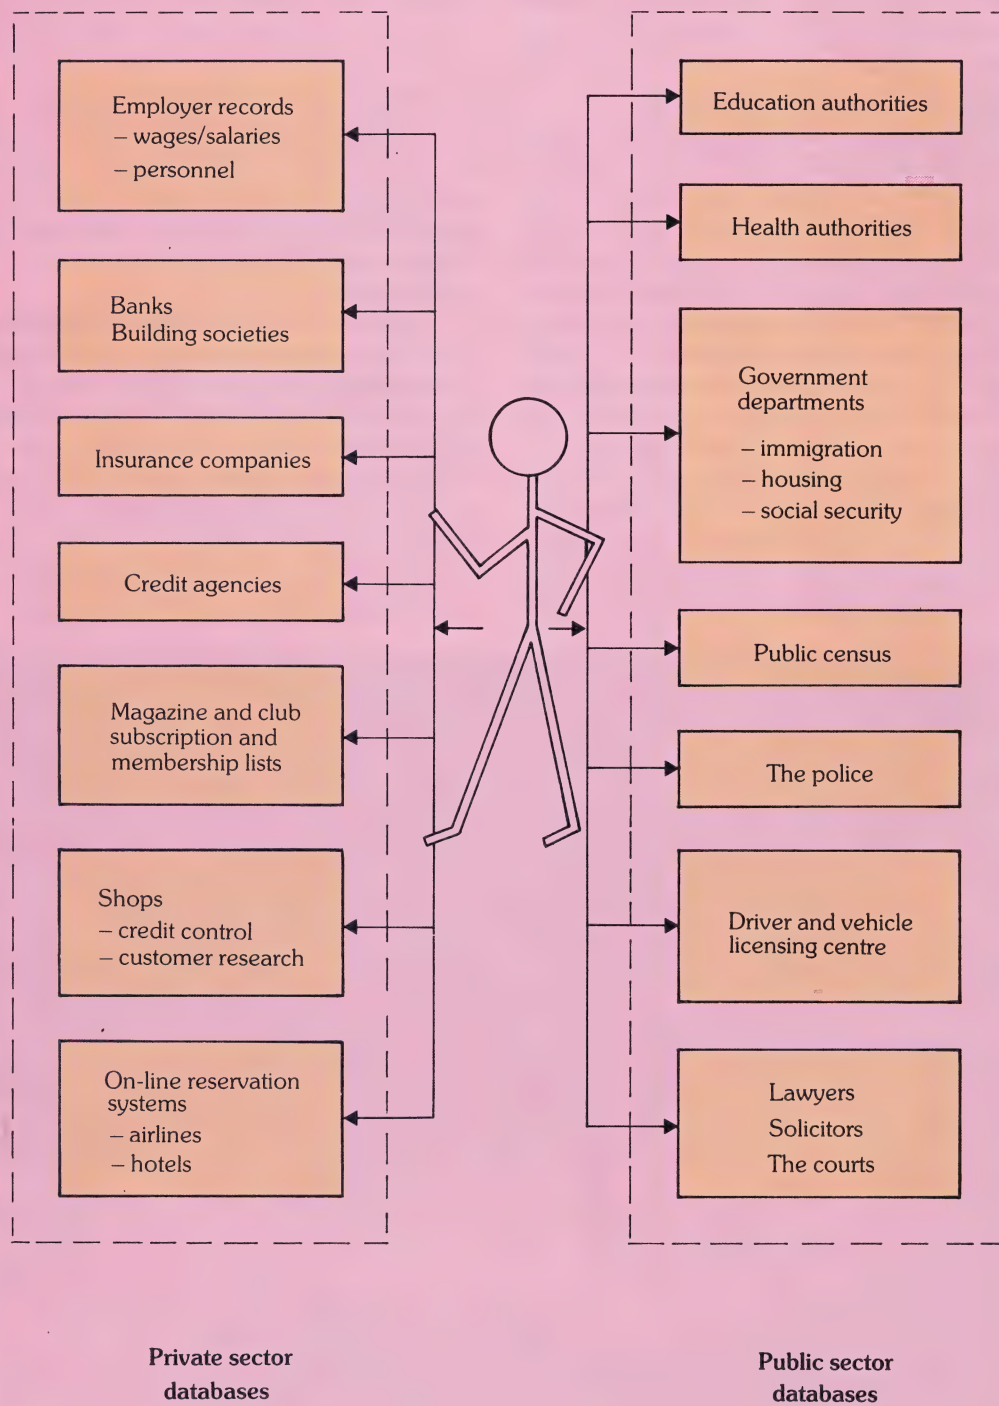 Employer records
– wages/salaries
– personnel
Banks
Building societies
Insurance companies
Credit agencies
Magazine and club
subscription and
membership lists
Shops
– credit control
– customer research
On-line reservation
systems
– airlines
– hotels
Private sector
databases
Education authorities
Health authorities
Government
departments
– immigration
– housing
– social security
Public census
The police
Driver and vehicle
licensing centre
Lawyers
Solicitors
The courts
Public sector
databases